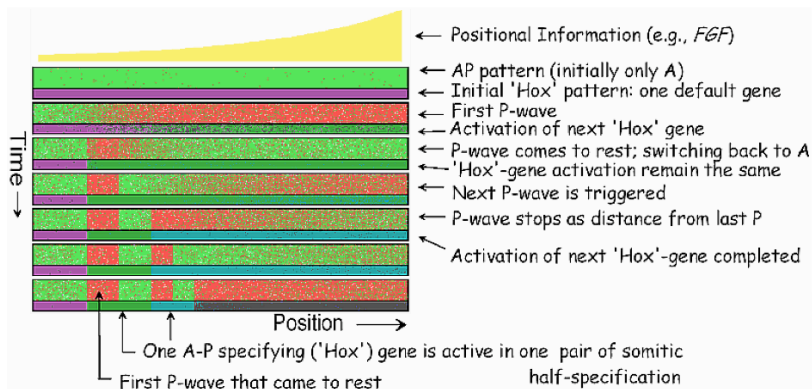 Positional Information (e.g., FGF)
AP pattern (initially only A)
Initial 'Hox' pattern: one default gene
First P-wave
Activation of next 'Hox' gene
P-wave comes to rest; switching back to A
'Hox'-gene activation remain the same
Next P-wave is triggered
P-wave stops as distance from last P
Activation of next 'Hox'-gene completed
Time
Position
One A-P specifying ('Hox') gene is active in one pair of somitic
half-specification
First P-wave that came to rest